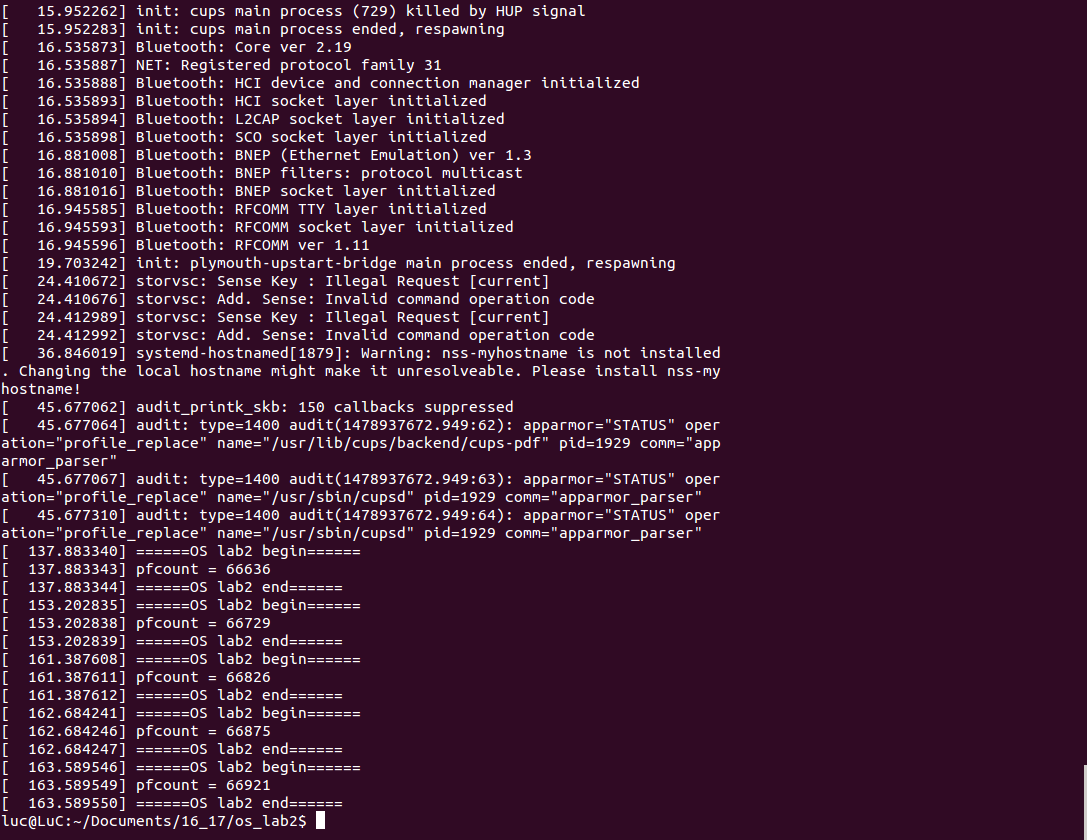 [   15.952262] init: cups main process (729) killed by HUP signal
[   15.952283] init: cups main process ended, respawning
[   16.535873] Bluetooth: Core ver 2.19
[   16.535887] NET: Registered protocol family 31
[   16.535888] Bluetooth: HCI device and connection manager initialized
[   16.535893] Bluetooth: HCI socket layer initialized
[   16.535894] Bluetooth: L2CAP socket layer initialized
[   16.535898] Bluetooth: SCO socket layer initialized
[   16.881008] Bluetooth: BNEP (Ethernet Emulation) ver 1.3
[   16.881010] Bluetooth: BNEP filters: protocol multicast
[   16.881016] Bluetooth: BNEP socket layer initialized
[   16.945585] Bluetooth: RFCOMM TTY layer initialized
[   16.945593] Bluetooth: RFCOMM socket layer initialized
[   16.945596] Bluetooth: RFCOMM ver 1.11
[   19.703242] init: plymouth-upstart-bridge main process ended, respawning
[   24.410672] storvsc: Sense Key : Illegal Request [current]
[   24.410676] storvsc: Add. Sense: Invalid command operation code
[   24.412989] storvsc: Sense Key : Illegal Request [current]
[   24.412992] storvsc: Add. Sense: Invalid command operation code
[   36.846019] systemd-hostnamed[1879]: Warning: nss-myhostname is not installed
. Changing the local hostname might make it unresolveable. Please install nss-my
hostname!
[   45.677062] audit_printk_skb: 150 callbacks suppressed
[   45.677064] audit: type=1400 audit(1478937672.949:62): apparmor="STATUS" oper
ation="profile_replace" name="/usr/lib/cups/backend/cups-pdf" pid=1929 comm="app
armor_parser"
[   45.677067] audit: type=1400 audit(1478937672.949:63): apparmor="STATUS" oper
ation="profile_replace" name="/usr/sbin/cupsd" pid=1929 comm="apparmor_parser"
[   45.677310] audit: type=1400 audit(1478937672.949:64): apparmor="STATUS" oper
ation="profile_replace" name="/usr/sbin/cupsd" pid=1929 comm="apparmor_parser"
[  137.883340] ======OS lab2 begin======
[  137.883343] pfcount = 66636
[  137.883344] ======OS lab2 end======
[  153.202835] ======OS lab2 begin======
[  153.202838] pfcount = 66729
[  153.202839] ======OS lab2 end======
[  161.387608] ======OS lab2 begin======
[  161.387611] pfcount = 66826
[  161.387612] ======OS lab2 end======
[  162.684241] ======OS lab2 begin======
[  162.684246] pfcount = 66875
[  162.684247] ======OS lab2 end======
[  163.589546] ======OS lab2 begin======
[  163.589549] pfcount = 66921
[  163.589550] ======OS lab2 end======
luc@LuC:~/Documents/16_17/os_lab2$